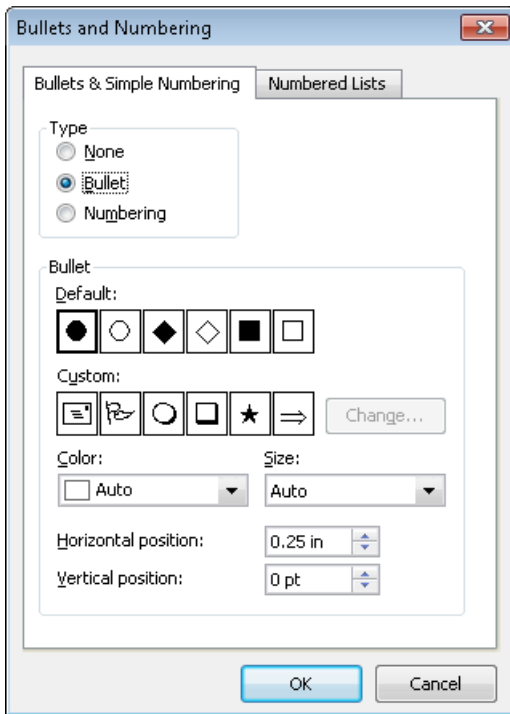 Bullets and Numbering
Bullets & Simple Numbering Numbered Lists
Type
None
Bullet
Numbering
Bullet
Default:
Custom:
Change...
Color: Size:
Auto Auto
Horizontal position: 0.25 in
Vertical position: 0 pt
OK Cancel